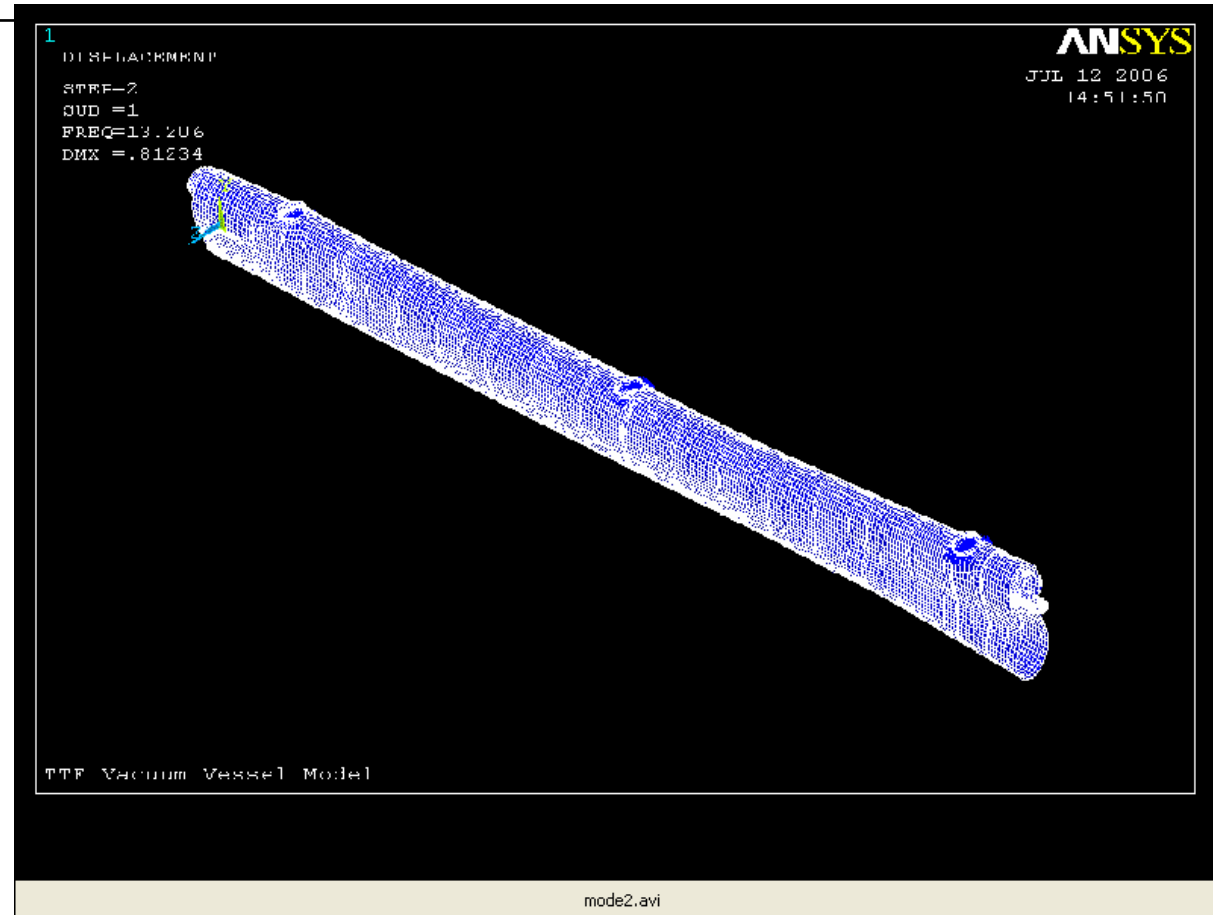 1
DISPLACEMENT
STEP=2
SUB =1
FREQ=13.206
DMX =.81234
ANSYS
JUL 12 2006
14:51:50
Y
Z
TTF Vacuum Vessel Model
mode2.avi